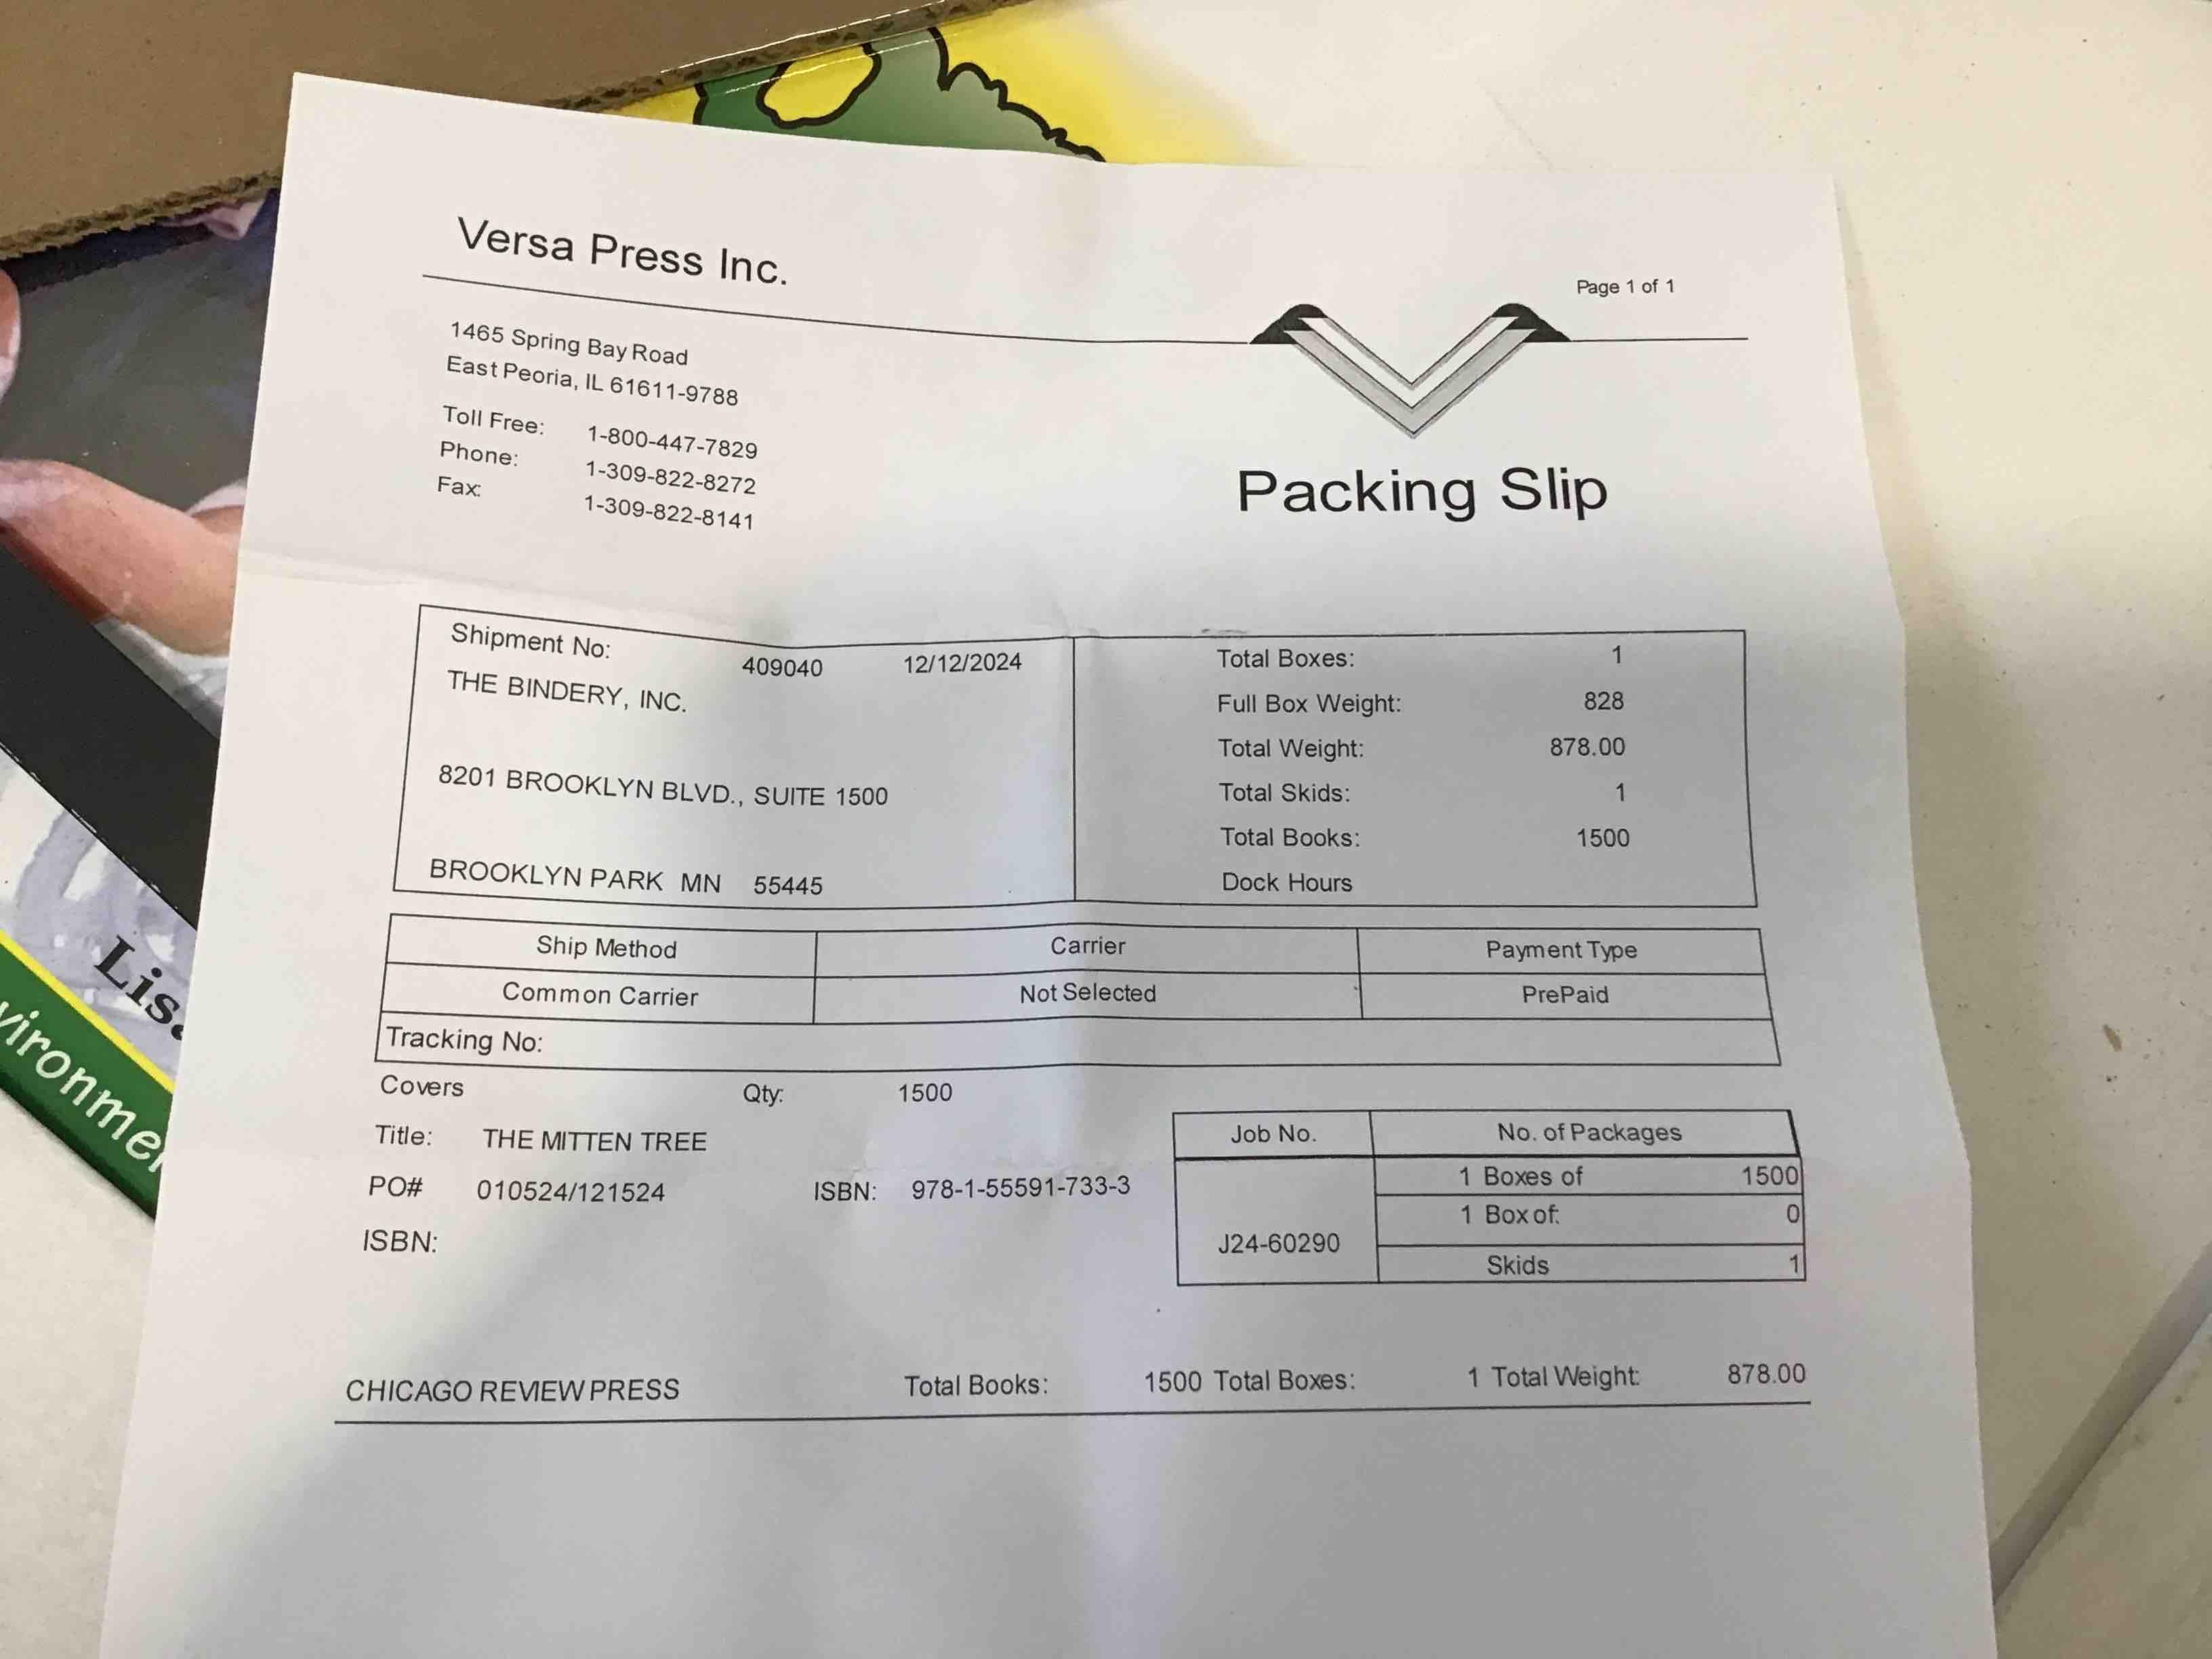 Versa Press Inc.
Page 1 of 1
1465 Spring Bay Road
East Peoria, IL 61611-9788
Toll Free: 1-800-447-7829
Phone: 1-309-822-8272
Fax: 1-309-822-8141
Packing Slip
Shipment No: 409040 12/12/2024
THE BINDERY, INC.
8201 BROOKLYN BLVD., SUITE 1500
BROOKLYN PARK MN 55445
Total Boxes: 1
Full Box Weight: 828
Total Weight: 878.00
Total Skids: 1
Total Books: 1500
Dock Hours
Ship Method Carrier Payment Type
Common Carrier Not Selected PrePaid
Tracking No:
Covers Qty: 1500
Title: THE MITTEN TREE
PO# 010524/121524 ISBN: 978-1-55591-733-3
ISBN:
Job No. No. of Packages
1 Boxes of 1500
1 Box of: 0
J24-60290
Skids 1
CHICAGO REVIEW PRESS Total Books: 1500 Total Boxes: 1 Total Weight: 878.00
Lis
vironme